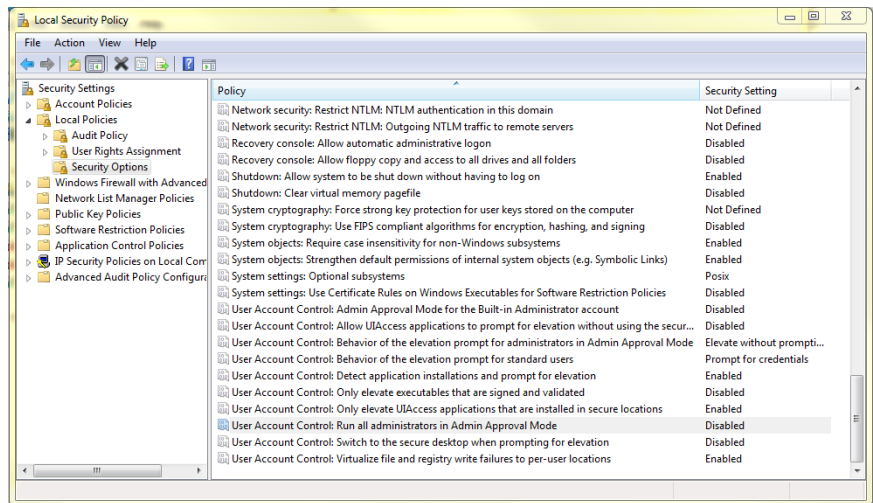 Local Security Policy
File Action View Help
Security Settings
Account Policies
Local Policies
Audit Policy
User Rights Assignment
Security Options
Windows Firewall with Advanced
Network List Manager Policies
Public Key Policies
Software Restriction Policies
Application Control Policies
IP Security Policies on Local Com
Advanced Audit Policy Configura
Policy Security Setting
Network security: Restrict NTLM: NTLM authentication in this domain Not Defined
Network security: Restrict NTLM: Outgoing NTLM traffic to remote servers Not Defined
Recovery console: Allow automatic administrative logon Disabled
Recovery console: Allow floppy copy and access to all drives and all folders Disabled
Shutdown: Allow system to be shut down without having to log on Enabled
Shutdown: Clear virtual memory pagefile Disabled
System cryptography: Force strong key protection for user keys stored on the computer Not Defined
System cryptography: Use FIPS compliant algorithms for encryption, hashing, and signing Disabled
System objects: Require case insensitivity for non-Windows subsystems Enabled
System objects: Strengthen default permissions of internal system objects (e.g. Symbolic Links) Enabled
System settings: Optional subsystems Posix
System settings: Use Certificate Rules on Windows Executables for Software Restriction Policies Disabled
User Account Control: Admin Approval Mode for the Built-in Administrator account Disabled
User Account Control: Allow UIAccess applications to prompt for elevation without using the secur... Disabled
User Account Control: Behavior of the elevation prompt for administrators in Admin Approval Mode Elevate without prompti...
User Account Control: Behavior of the elevation prompt for standard users Prompt for credentials
User Account Control: Detect application installations and prompt for elevation Enabled
User Account Control: Only elevate executables that are signed and validated Disabled
User Account Control: Only elevate UIAccess applications that are installed in secure locations Enabled
User Account Control: Run all administrators in Admin Approval Mode Disabled
User Account Control: Switch to the secure desktop when prompting for elevation Disabled
User Account Control: Virtualize file and registry write failures to per-user locations Enabled